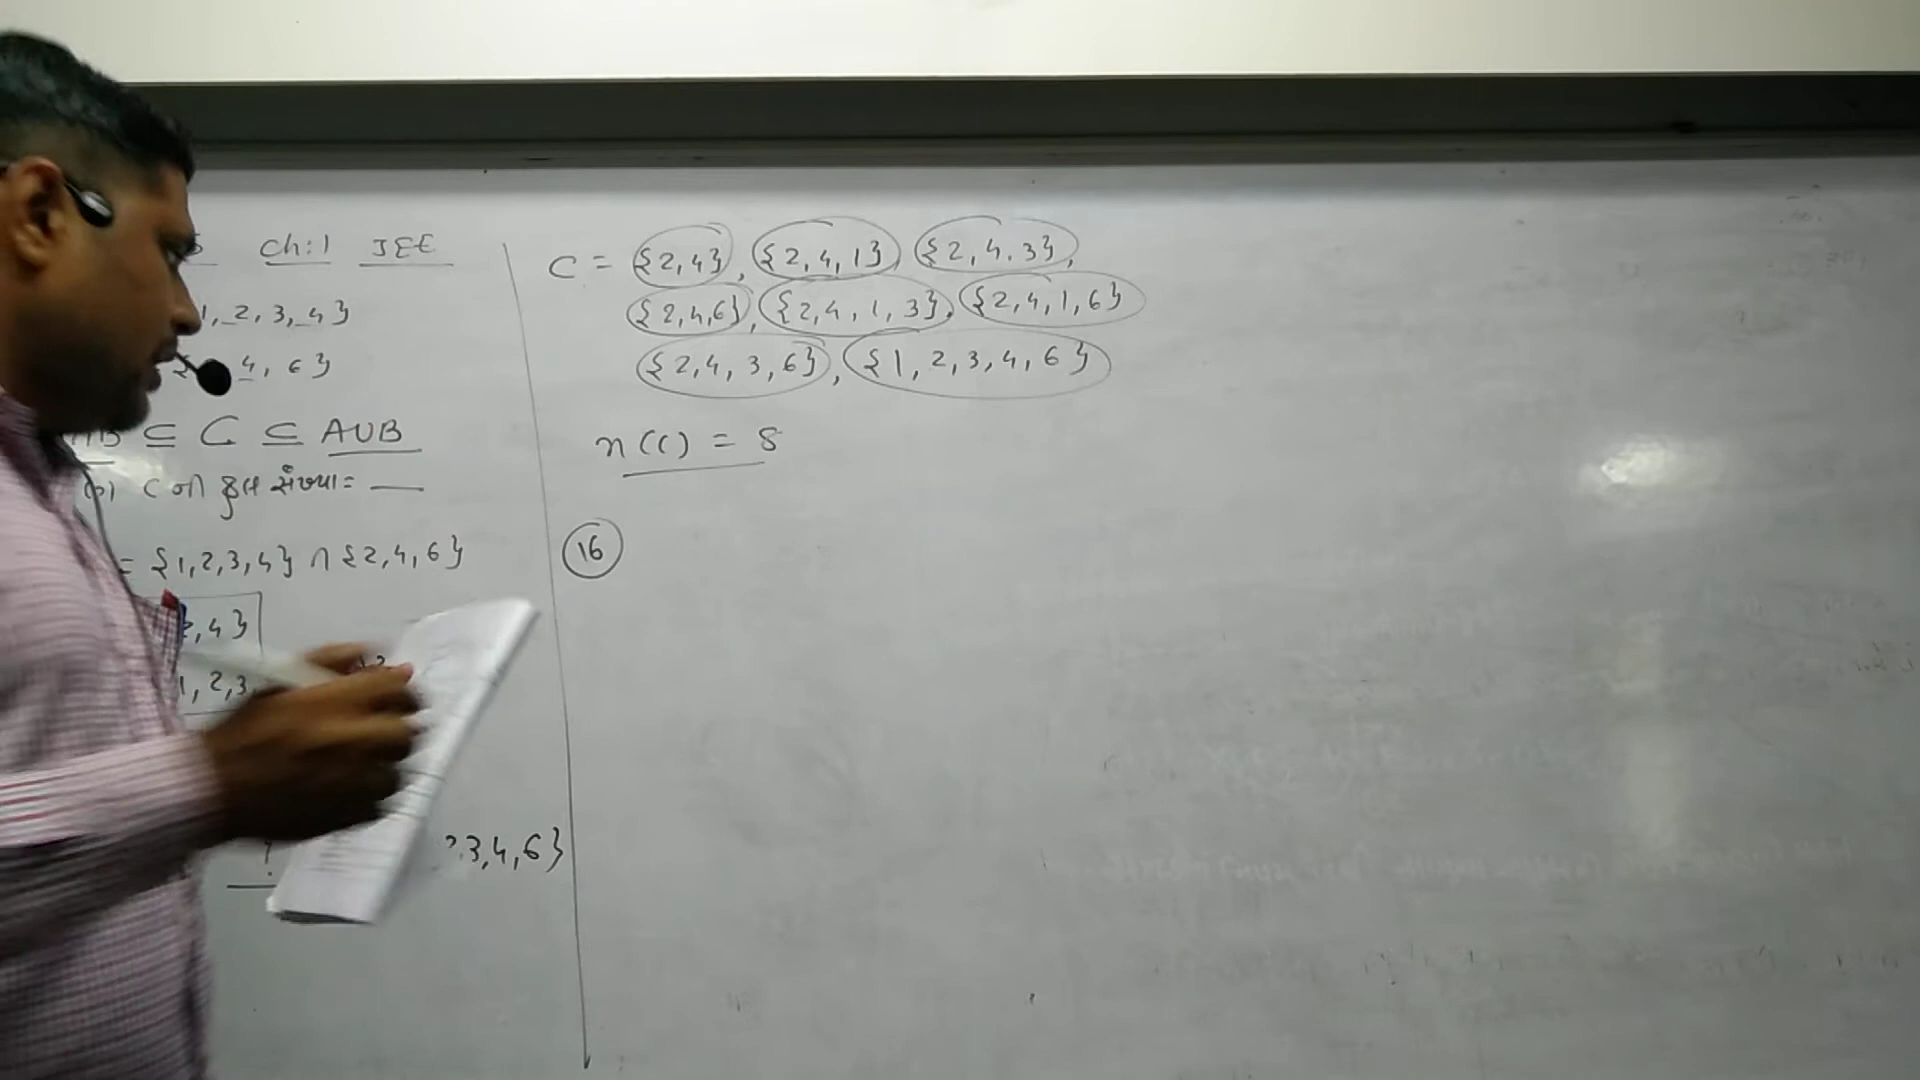 Ch:1 JEE
1, 2, 3, 4}
4, 6}
⊆ C ⊆ A∪B
C ની કુલ સંખ્યા = __
= {1,2,3,4} ∩ {2,4,6}
2,4}
1, 2,3
?
3,4,6}
C = {2,4}, {2,4,1} {2,4,3},
{2,4,6}, {2,4,1,3}, {2,4,1,6}
{2,4,3,6}, {1,2,3,4,6}
n(C) = 8
16